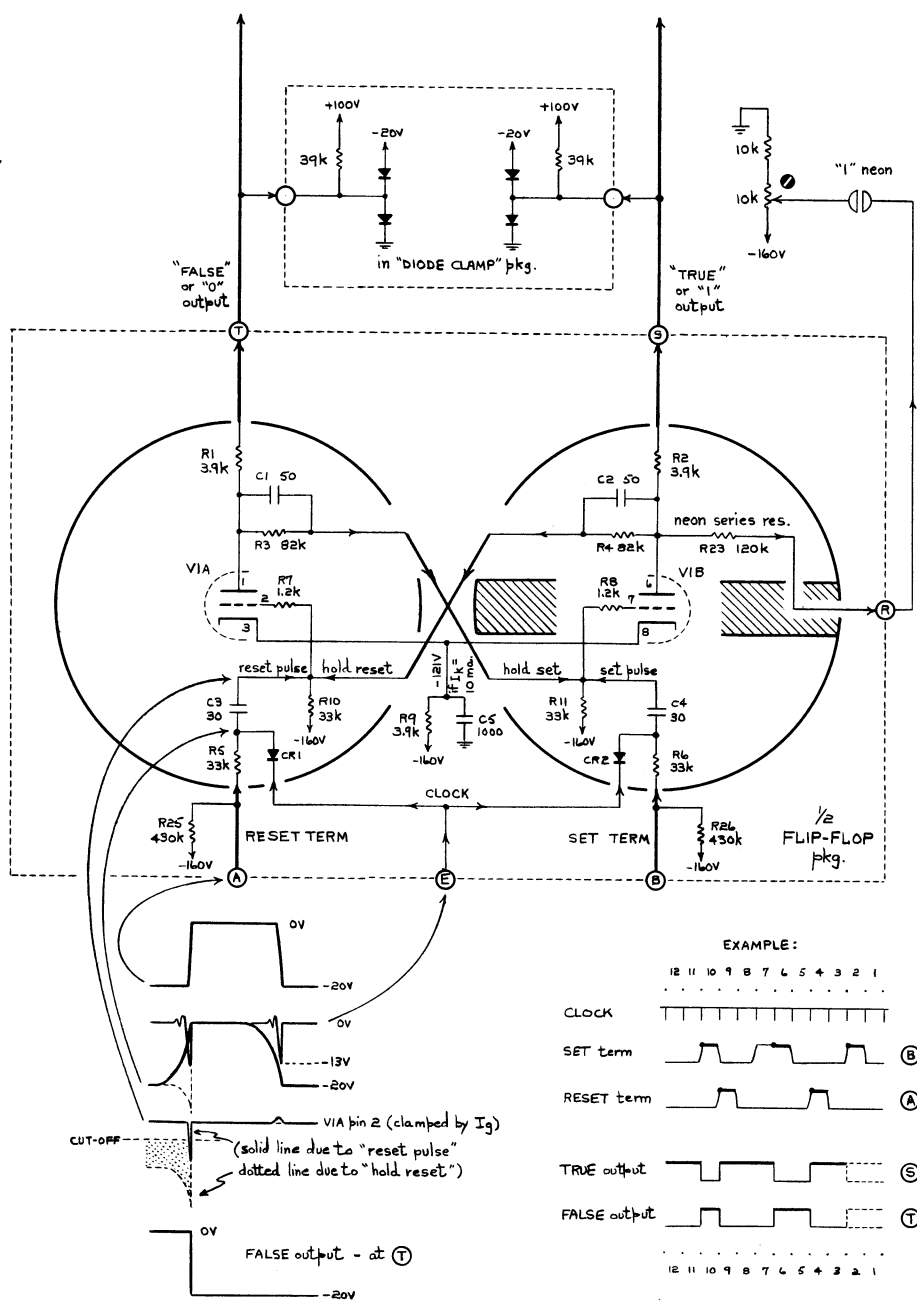 +100V
+100V
-20V
-20V
39k
39k
10k
10k
"1" neon
-160V
in "DIODE CLAMP" pkg.
"FALSE"
or "0"
output
"TRUE"
or "1"
output
T
S
R1
3.9k
R2
3.9k
C1 50
C2 50
R3 82k
R4 82k
neon series res.
R23 120k
V1A
V1B
1
2
3
R7
1.2k
R8
1.2k
6
7
8
R
reset pulse
hold reset
-121V
if Ik=
10 ma.
hold set
set pulse
C3
30
R10
33k
-160V
R9
3.9k
-160V
C5
1000
R11
33k
-160V
C4
30
R5
33k
CR1
CR2
R6
33k
CLOCK
R25
430k
-160V
RESET TERM
SET TERM
R26
430k
-160V
1/2
FLIP-FLOP
pkg.
A
E
B
0V
-20V
0V
-13V
-20V
V1A pin 2 (clamped by Ig)
CUT-OFF
(solid line due to "reset pulse"
dotted line due to "hold reset")
0V
FALSE output - at T
-20V
EXAMPLE:
12 11 10 9 8 7 6 5 4 3 2 1
CLOCK
SET term
B
RESET term
A
TRUE output
S
FALSE output
T
12 11 10 9 8 7 6 5 4 3 2 1